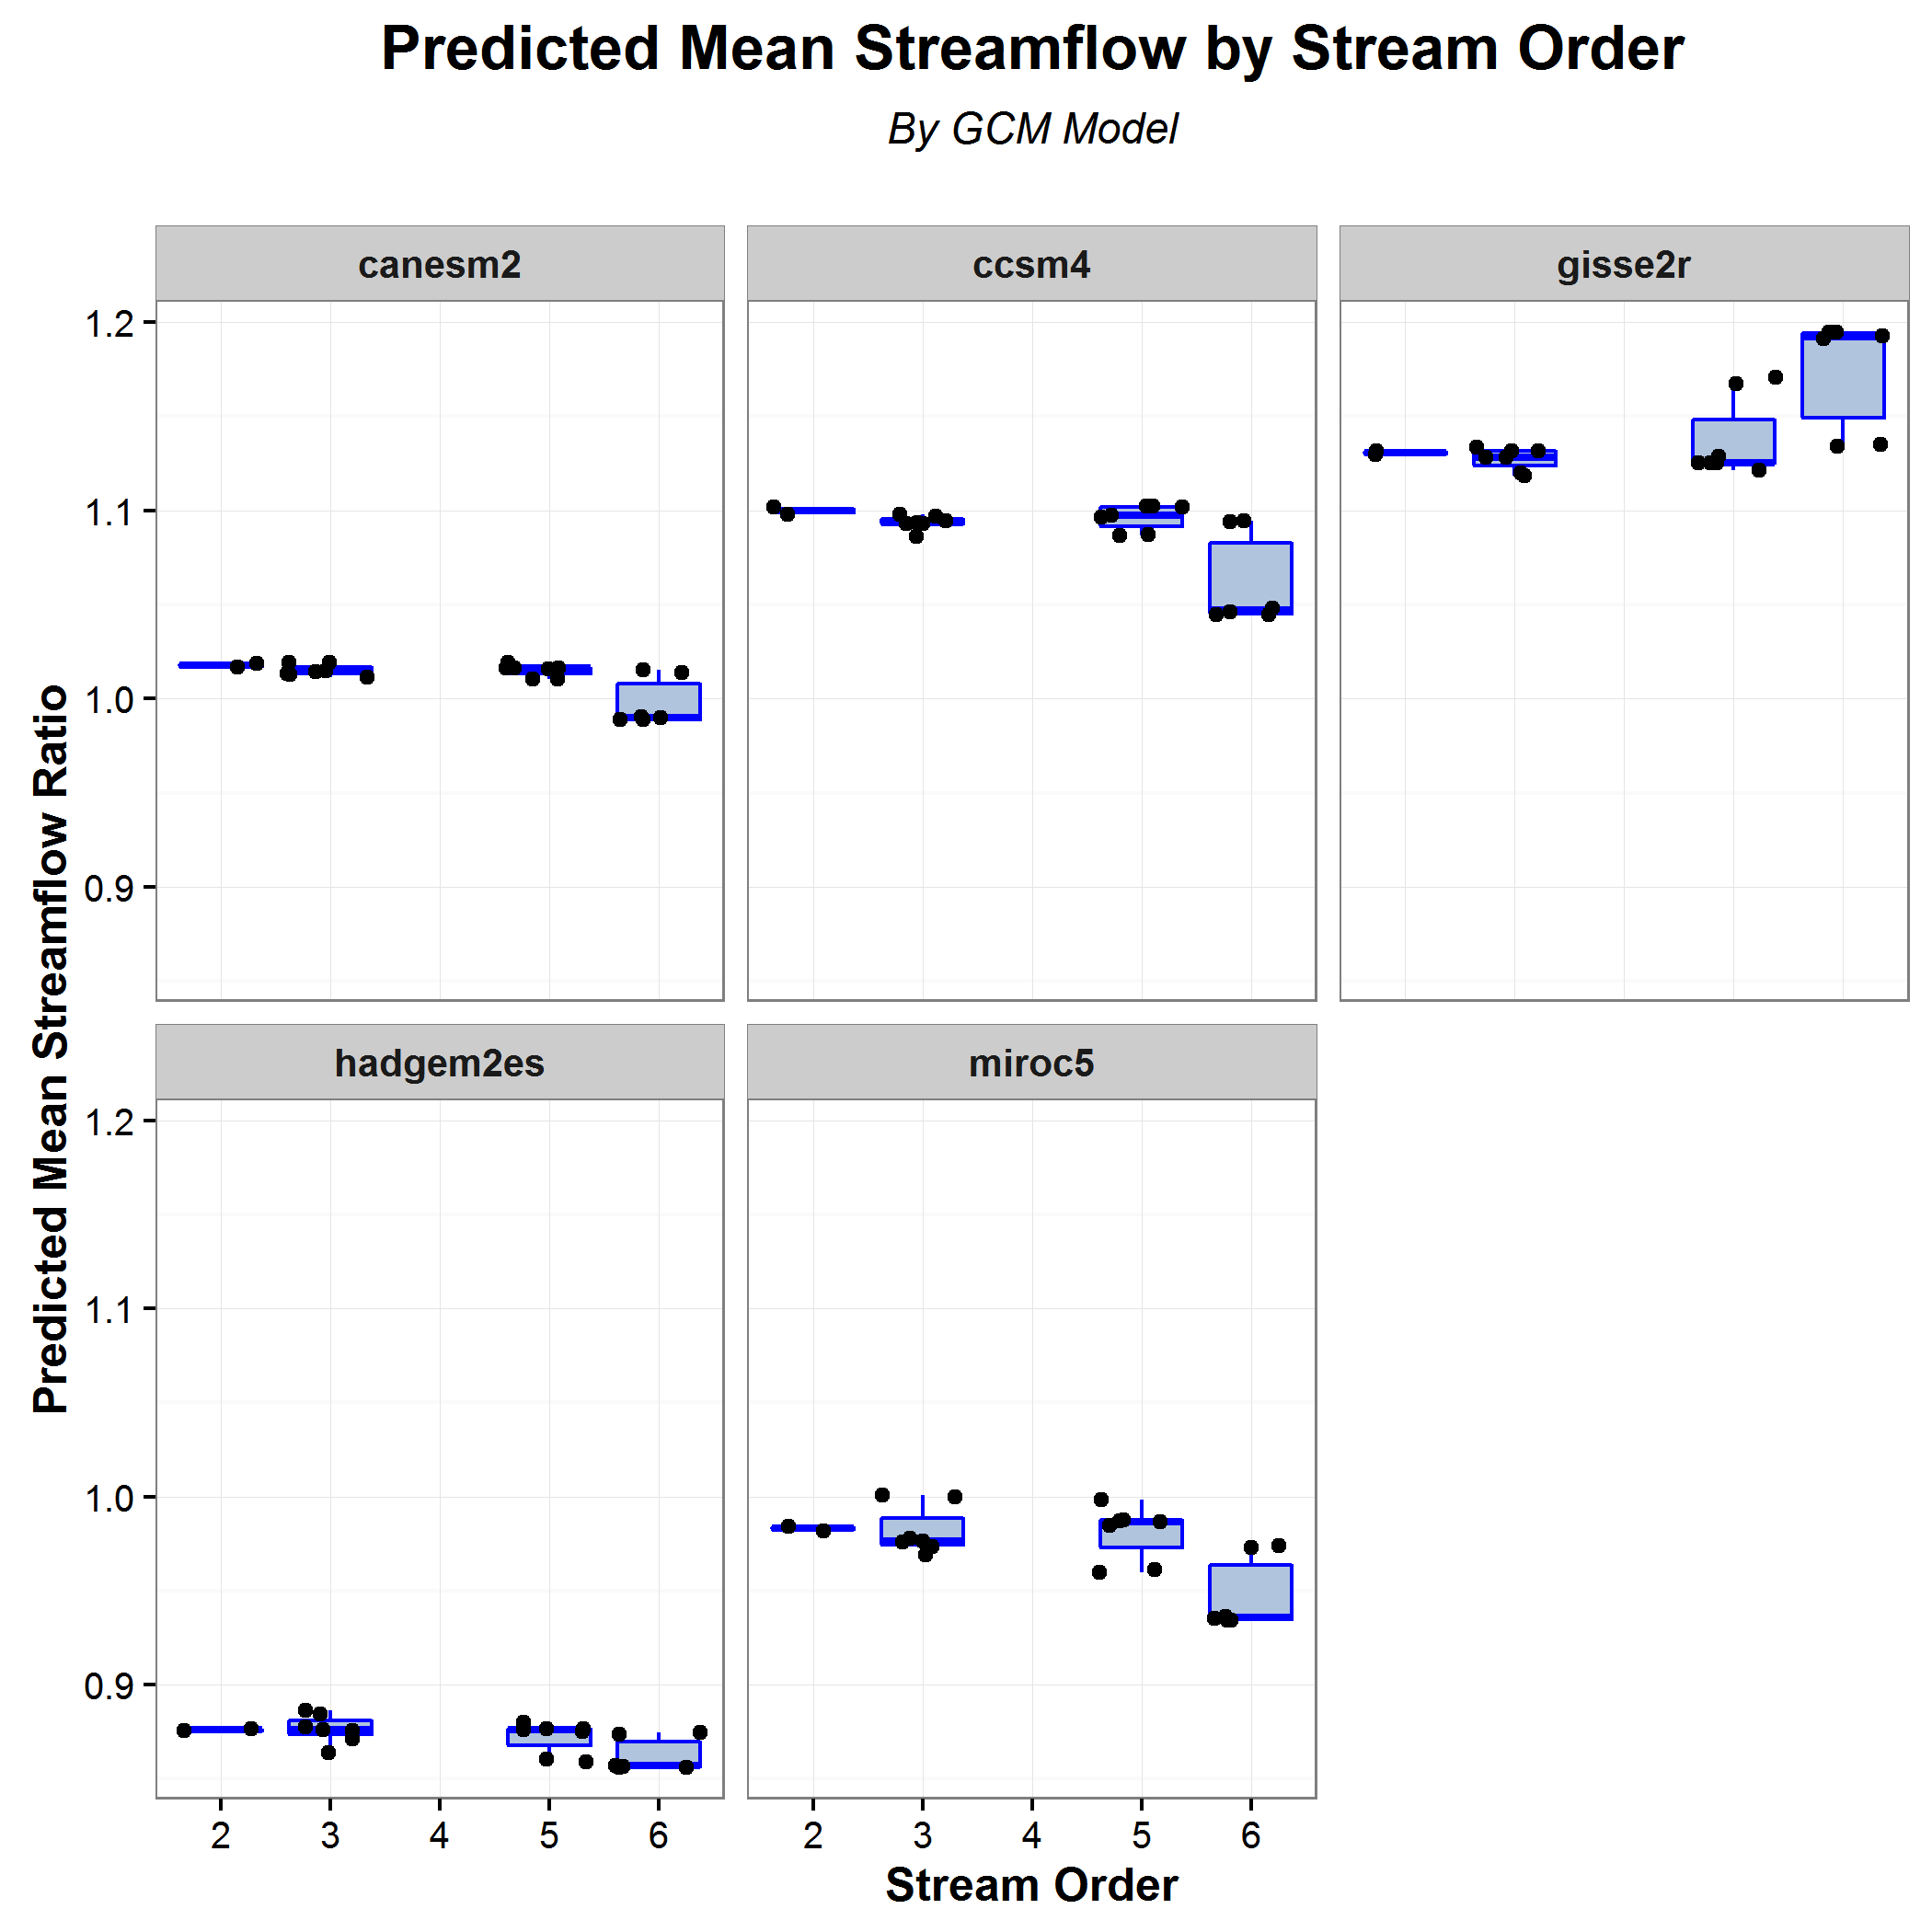 Predicted Mean Streamflow by Stream Order
By GCM Model
canesm2
ccsm4
gisse2r
1.2
1.1
1.0
0.9
Predicted Mean Streamflow Ratio
hadgem2es
miroc5
1.2
1.1
1.0
0.9
2 3 4 5 6
2 3 4 5 6
Stream Order